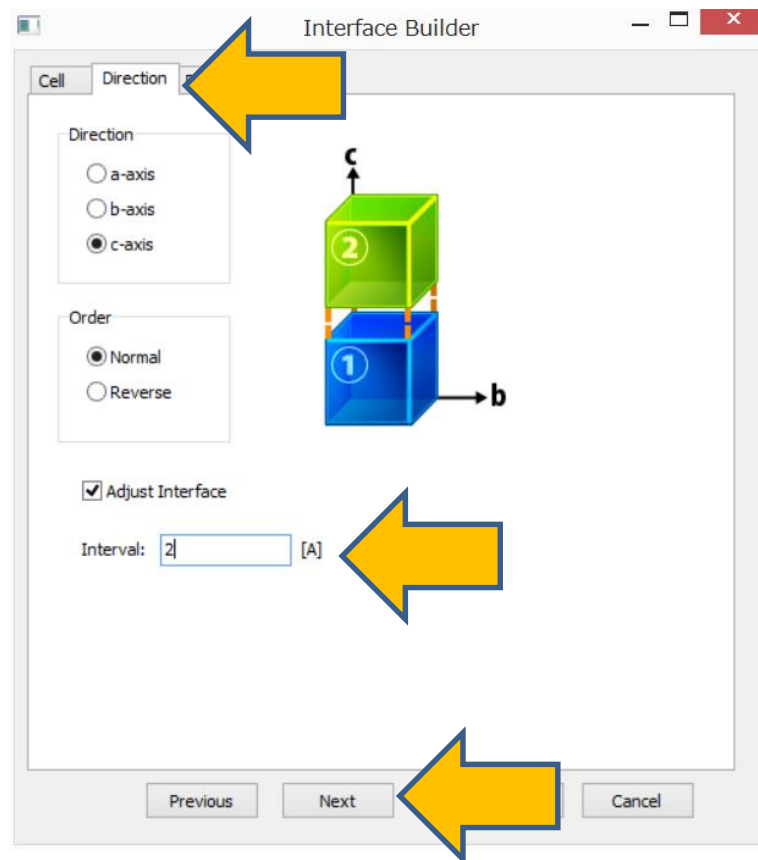 Interface Builder
Cell Direction
Direction
a-axis
b-axis
c-axis
c
2
1
b
Order
Normal
Reverse
Adjust Interface
Interval: 2 [A]
Previous Next Cancel